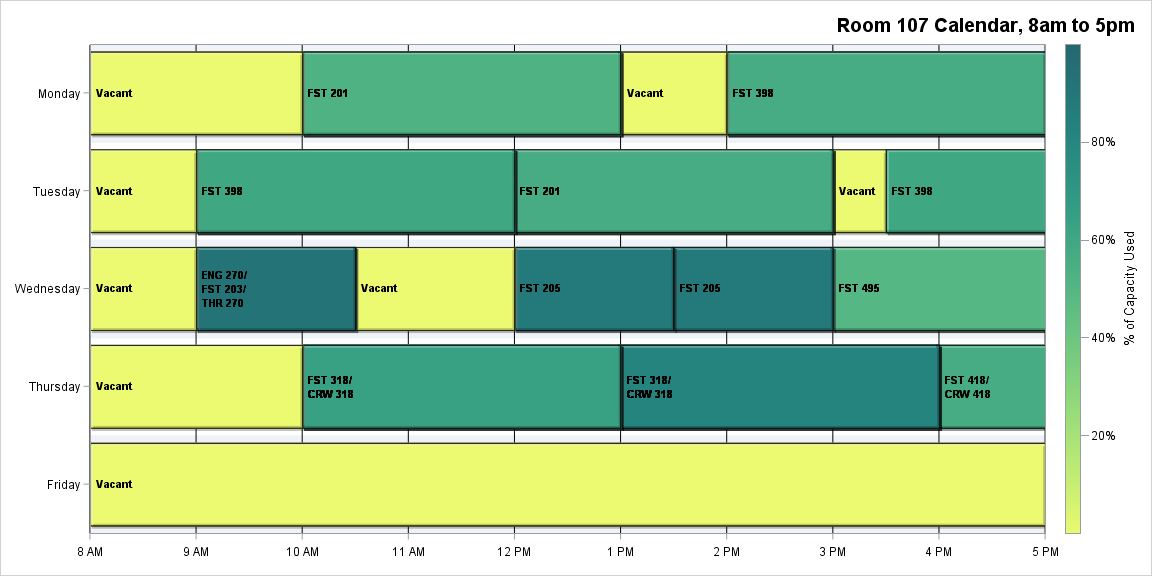 Room 107 Calendar, 8am to 5pm
Monday
Vacant
FST 201
Vacant
FST 398
Tuesday
Vacant
FST 398
FST 201
Vacant
FST 398
Wednesday
Vacant
ENG 270/
FST 203/
THR 270
Vacant
FST 205
FST 205
FST 495
Thursday
Vacant
FST 318/
CRW 318
FST 318/
CRW 318
FST 418/
CRW 418
Friday
Vacant
8 AM
9 AM
10 AM
11 AM
12 PM
1 PM
2 PM
3 PM
4 PM
5 PM
80%
60%
40%
20%
% of Capacity Used